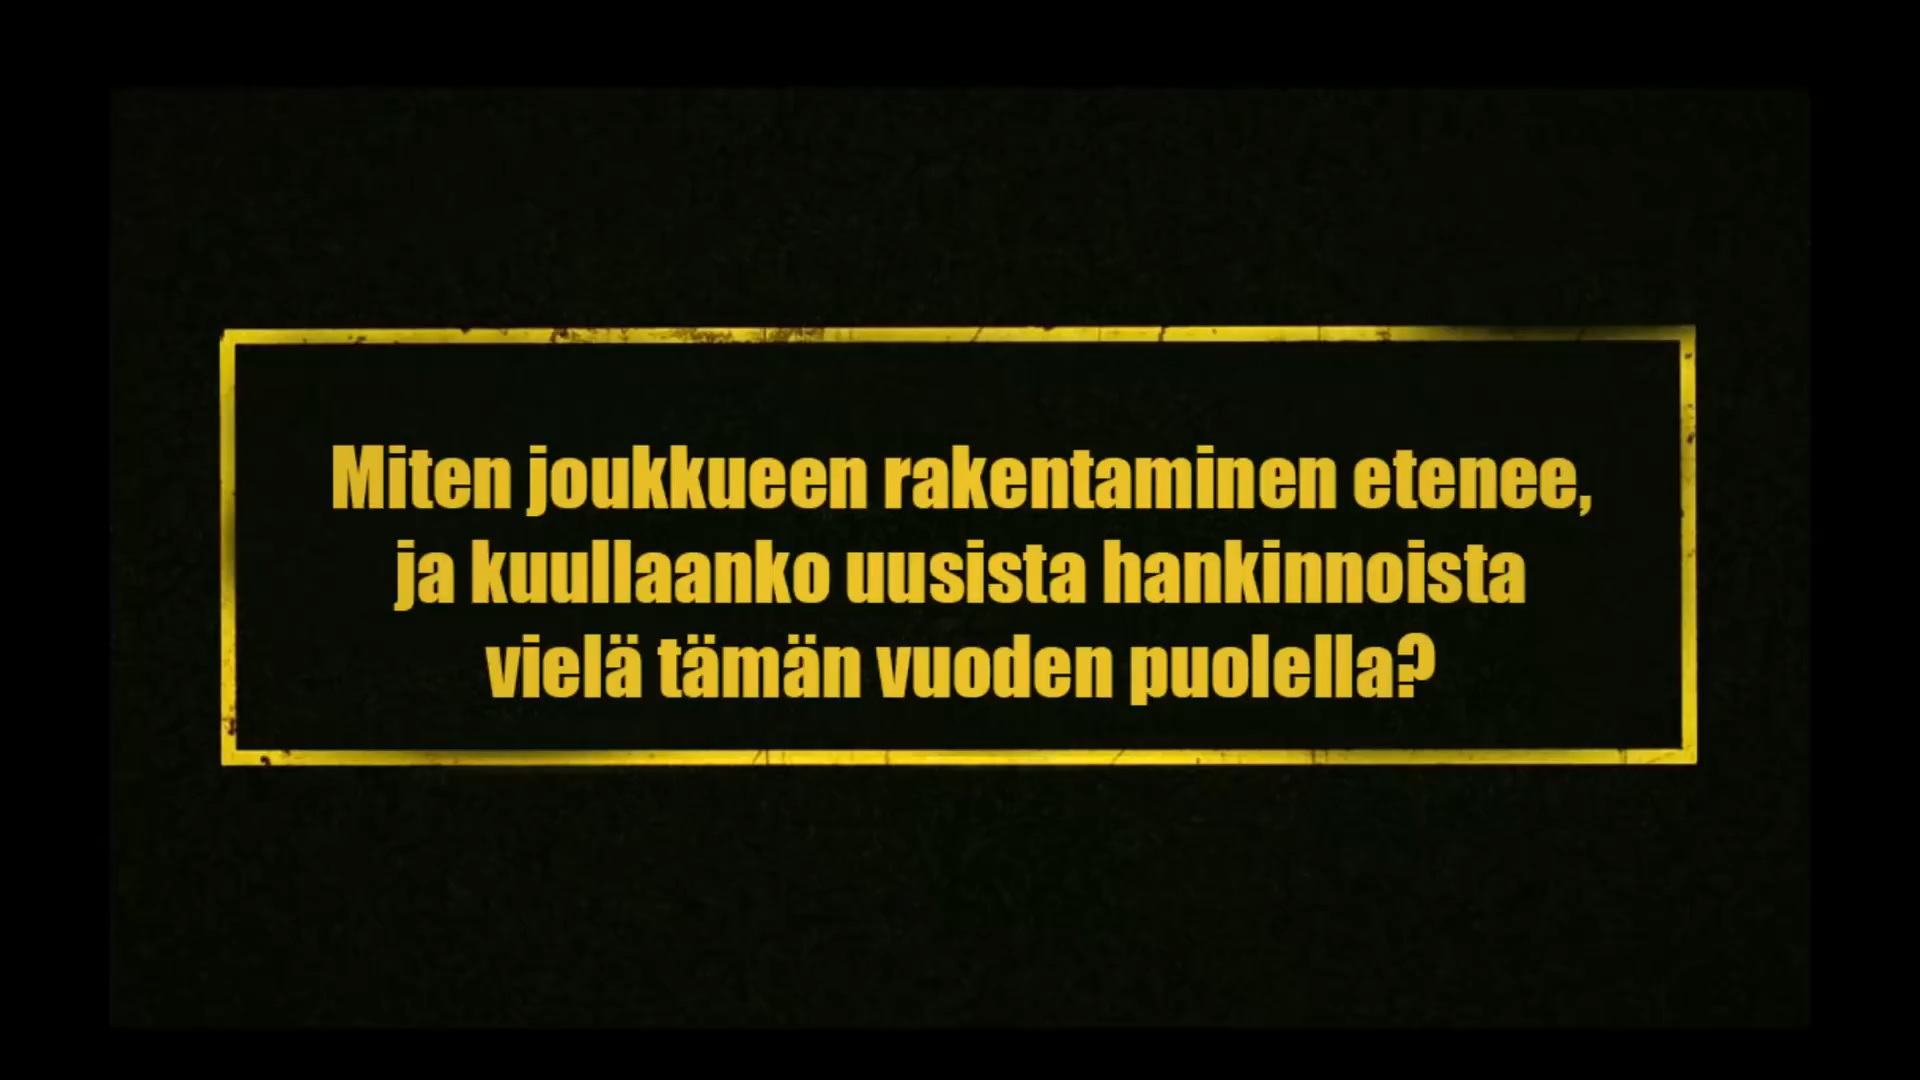 Miten joukkueen rakentaminen etenee,
ja kuullaanko uusista hankinnoista
vielä tämän vuoden puolella?